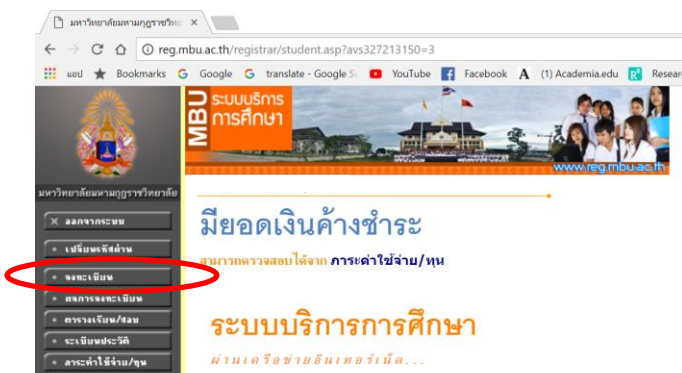 มหาวิทยาลัยมหามกุฏราชวิทย
reg.mbu.ac.th/registrar/student.asp?avs327213150=3
แอป Bookmarks Google translate - Google Se YouTube Facebook (1) Academia.edu Resear
MBU ระบบบริการ
การศึกษา
www.reg.mbu.ac.th
มหาวิทยาลัยมหามกุฏราชวิทยาลัย
ออกจากระบบ
เปลี่ยนรหัสผ่าน
ลงทะเบียน
ผลการลงทะเบียน
ตารางเรียน/สอบ
ระเบียนประวัติ
ภาระค่าใช้จ่าย/ทุน
มียอดเงินค้างชำระ
สามารถตรวจสอบได้จาก ภาระค่าใช้จ่าย/ทุน
ระบบบริการการศึกษา
ผ่านเครือข่ายอินเทอร์เน็ต...